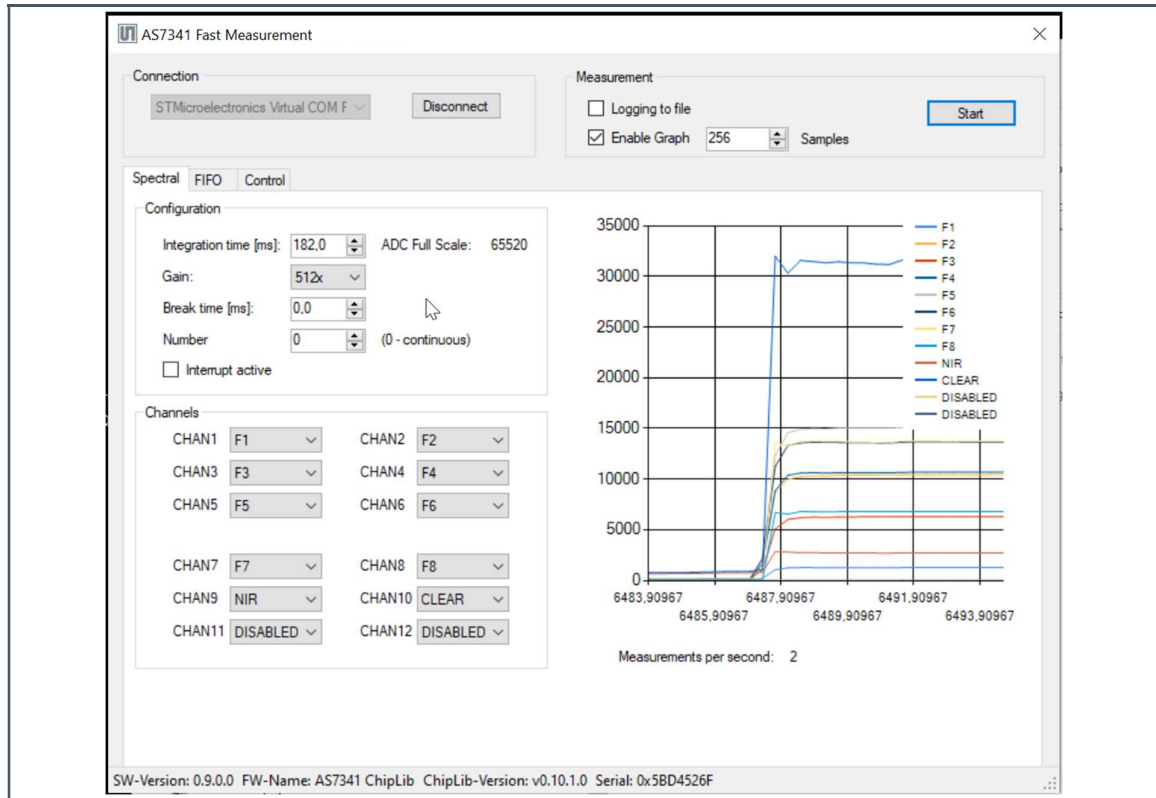 AS7341 Fast Measurement
Connection
STMicroelectronics Virtual COM F
Disconnect
Measurement
Logging to file
Enable Graph 256 Samples
Start
Spectral FIFO Control
Configuration
Integration time [ms]: 182,0 ADC Full Scale: 65520
Gain: 512x
Break time [ms]: 0,0
Number 0 (0 - continuous)
Interrupt active
Channels
CHAN1 F1 CHAN2 F2
CHAN3 F3 CHAN4 F4
CHAN5 F5 CHAN6 F6
CHAN7 F7 CHAN8 F8
CHAN9 NIR CHAN10 CLEAR
CHAN11 DISABLED CHAN12 DISABLED
35000
30000
25000
20000
15000
10000
5000
0
6483,90967 6487,90967 6491,90967
6485,90967 6489,90967 6493,90967
F1
F2
F3
F4
F5
F6
F7
F8
NIR
CLEAR
DISABLED
DISABLED
Measurements per second: 2
SW-Version: 0.9.0.0 FW-Name: AS7341 ChipLib ChipLib-Version: v0.10.1.0 Serial: 0x5BD4526F